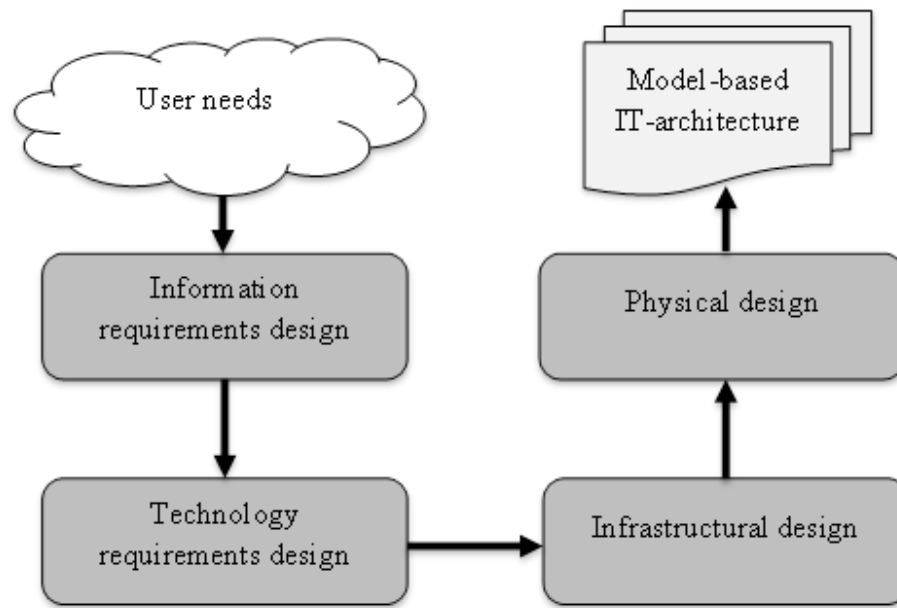 User needs
Information
requirements design
Technology
requirements design
Infrastructural design
Physical design
Model-based
IT-architecture